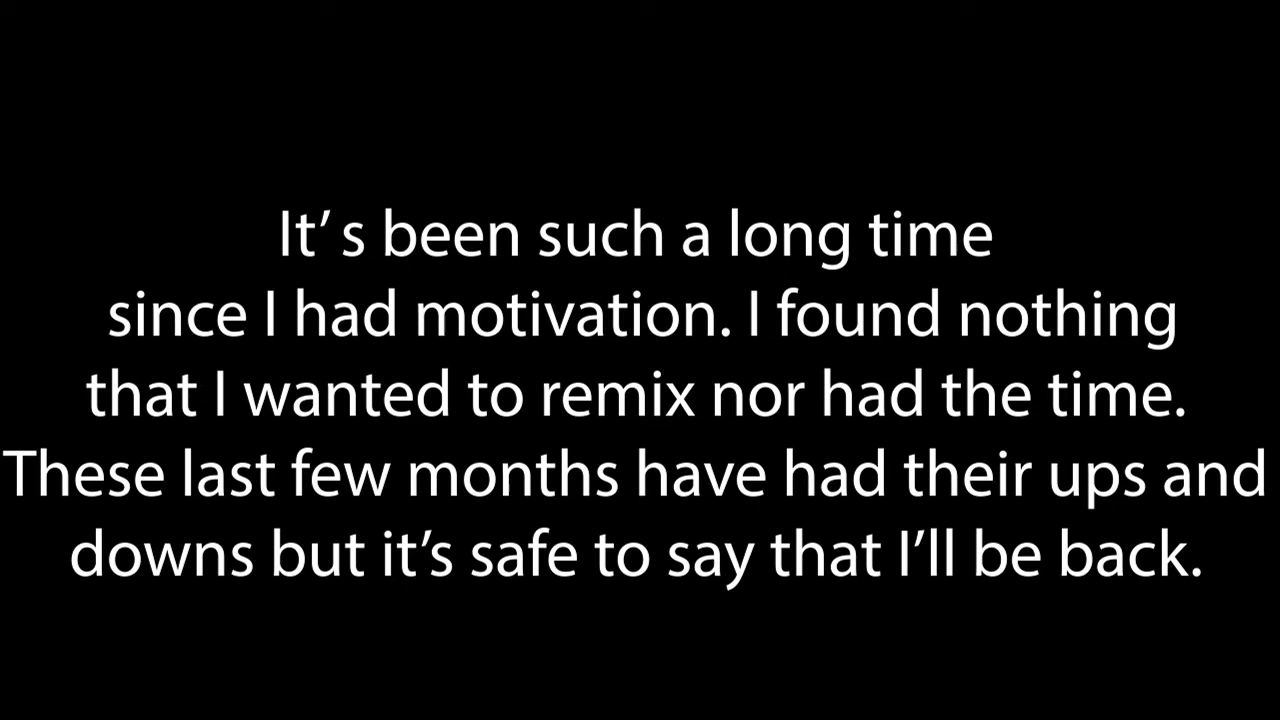 It’ s been such a long time
since I had motivation. I found nothing
that I wanted to remix nor had the time.
These last few months have had their ups and
downs but it’s safe to say that I’ll be back.